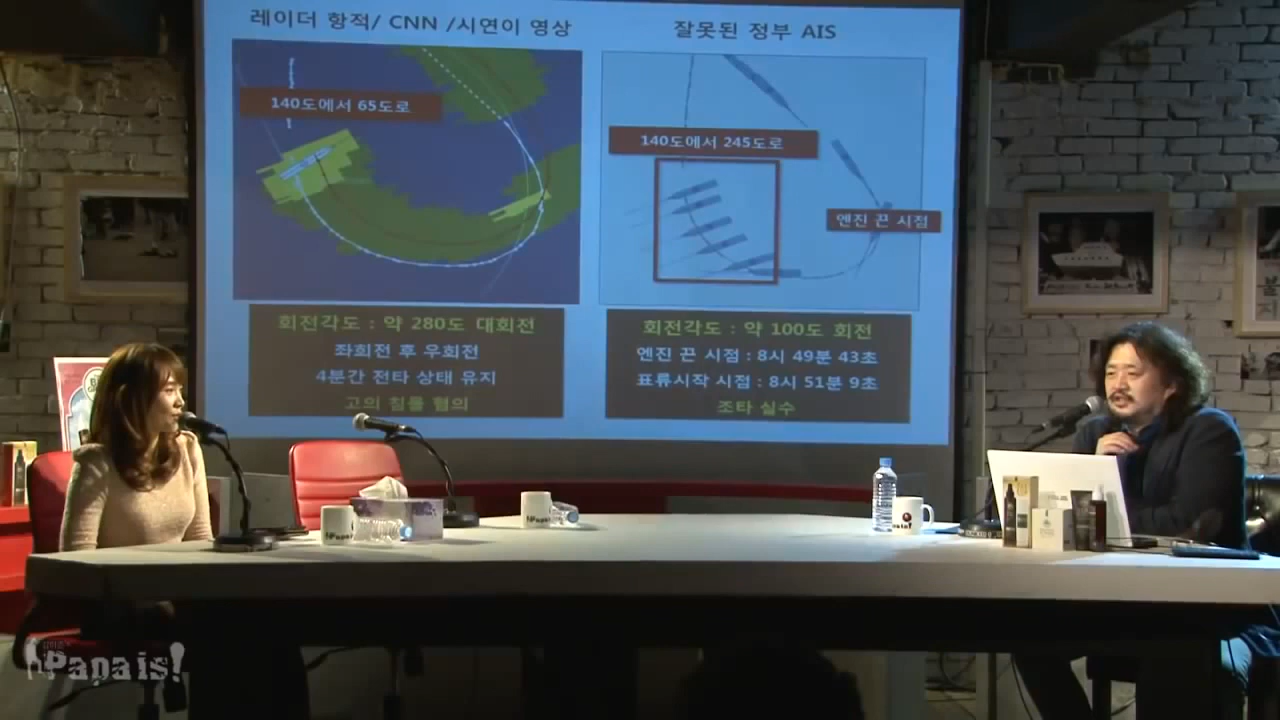 레이더 항적/ CNN /시연이 영상
140도에서 65도로
회전각도 : 약 280도 대회전
좌회전 후 우회전
4분간 전타 상태 유지
고의 침몰 혐의
잘못된 정부 AIS
140도에서 245도로
엔진 끈 시점
회전각도 : 약 100도 회전
엔진 끈 시점 : 8시 49분 43초
표류시작 시점 : 8시 51분 9초
조타 실수
Papa is!